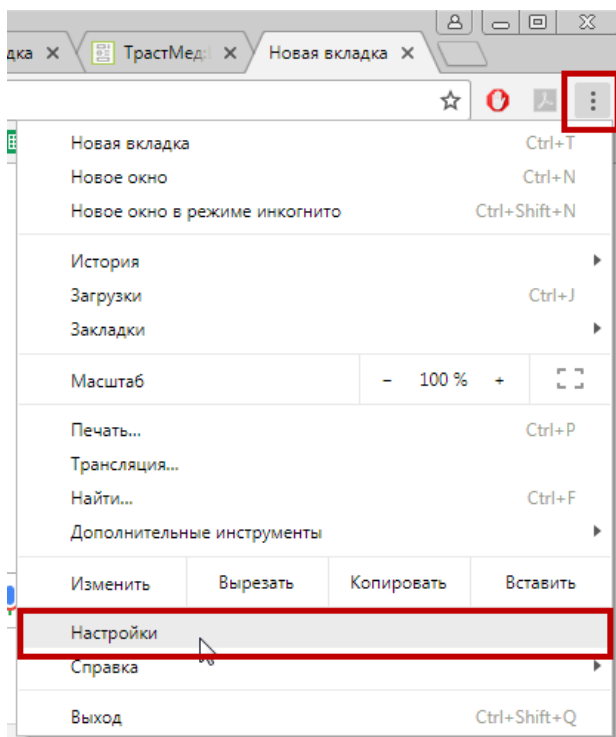 дка
ТрастМед:
Новая вкладка
Новая вкладка Ctrl+T
Новое окно Ctrl+N
Новое окно в режиме инкогнито Ctrl+Shift+N
История
Загрузки Ctrl+J
Закладки
Масштаб - 100 % +
Печать... Ctrl+P
Трансляция...
Найти... Ctrl+F
Дополнительные инструменты
Изменить Вырезать Копировать Вставить
Настройки
Справка
Выход Ctrl+Shift+Q